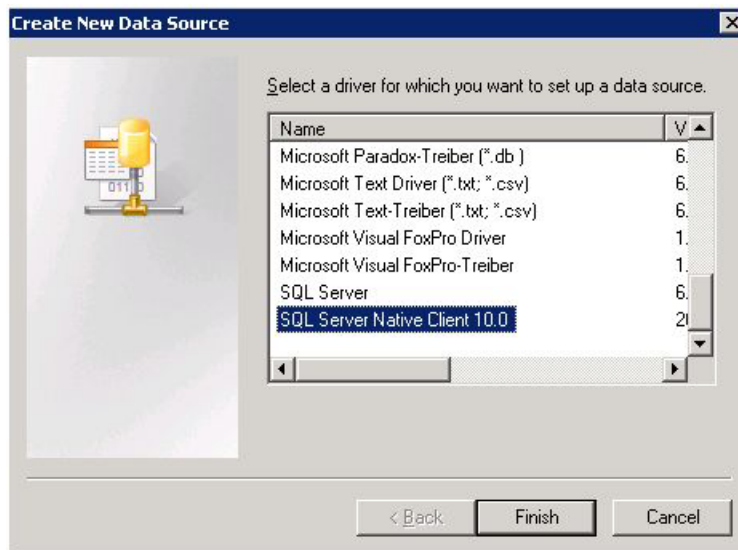 Create New Data Source
Select a driver for which you want to set up a data source.
Name V
Microsoft Paradox-Treiber (*.db ) 6.
Microsoft Text Driver (*.txt; *.csv) 6.
Microsoft Text-Treiber (*.txt; *.csv) 6.
Microsoft Visual FoxPro Driver 1.
Microsoft Visual FoxPro-Treiber 1.
SQL Server 6.
SQL Server Native Client 10.0 20
< Back Finish Cancel